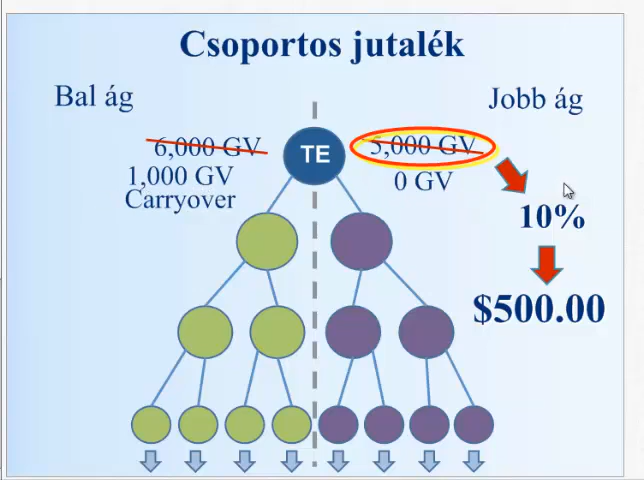 Csoportos jutalék
Bal ág
Jobb ág
6,000 GV
TE
5,000 GV
1,000 GV
Carryover
0 GV
10%
$500.00